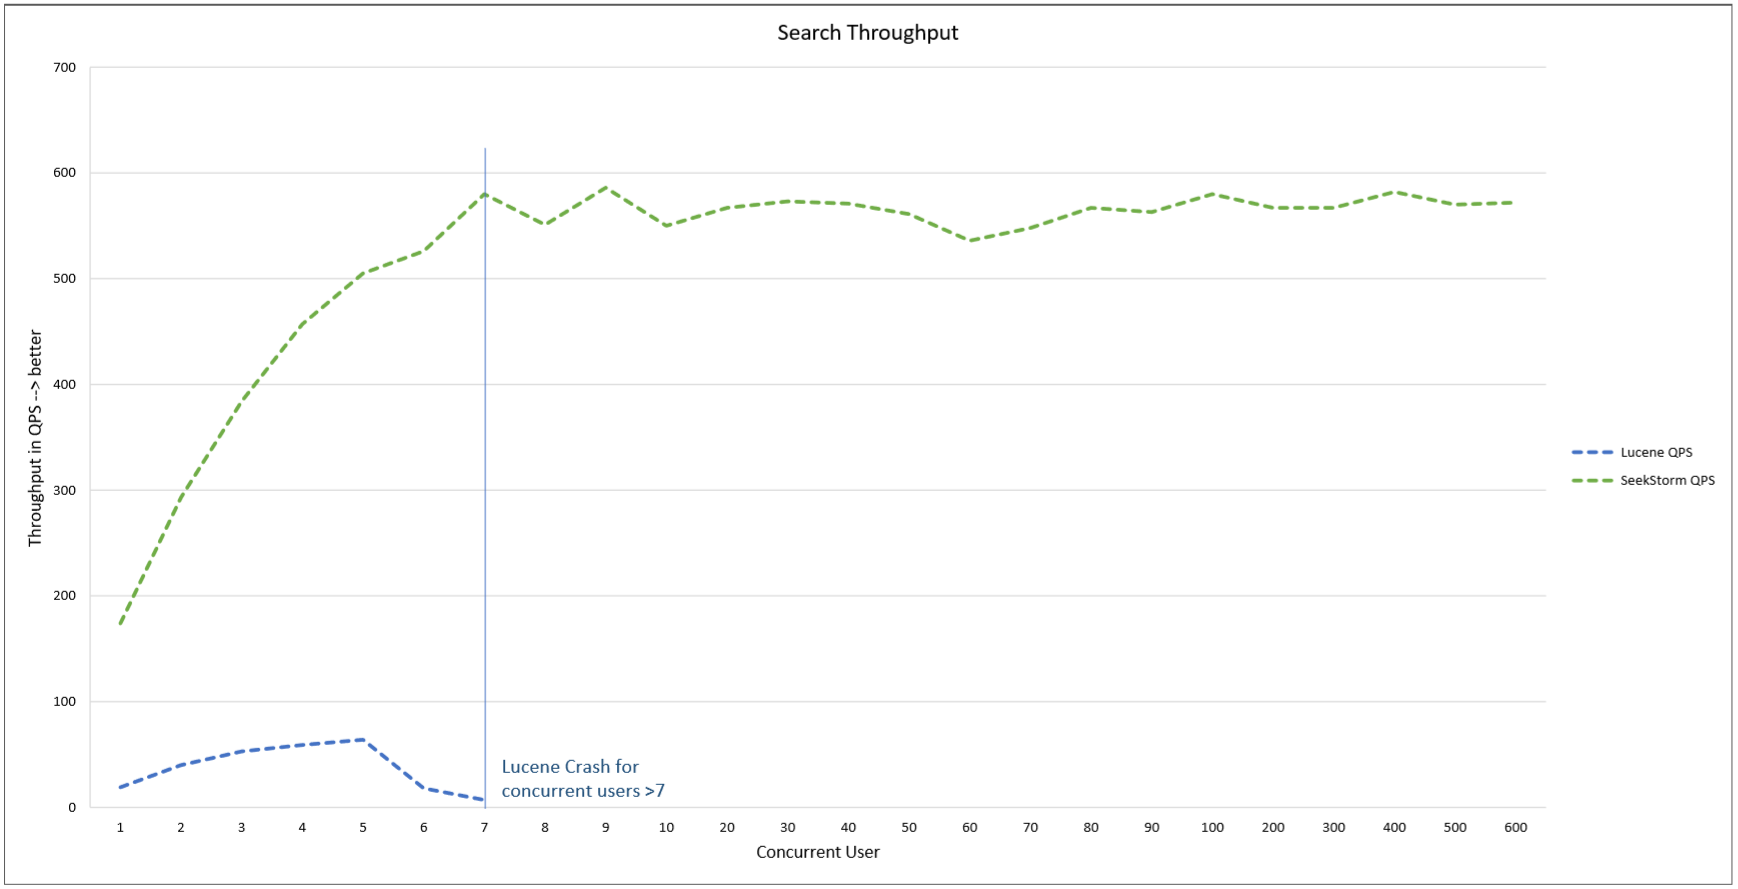 Search Throughput
700
600
500
400
300
200
100
0
Throughput in QPS --> better
Lucene Crash for
concurrent users >7
1 2 3 4 5 6 7 8 9 10 20 30 40 50 60 70 80 90 100 200 300 400 500 600
Concurrent User
Lucene QPS
SeekStorm QPS